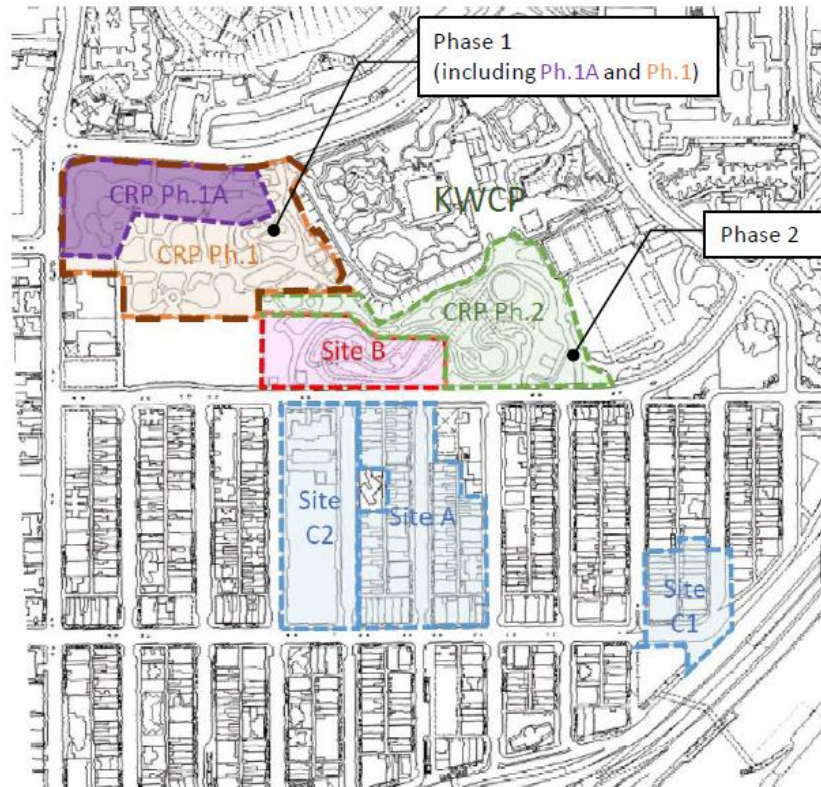 Phase 1
(including Ph.1A and Ph.1)
CRP Ph.1A
KWCP
CRP Ph.1
Phase 2
CRP Ph.2
Site B
Site
C2
Site A
Site
C1